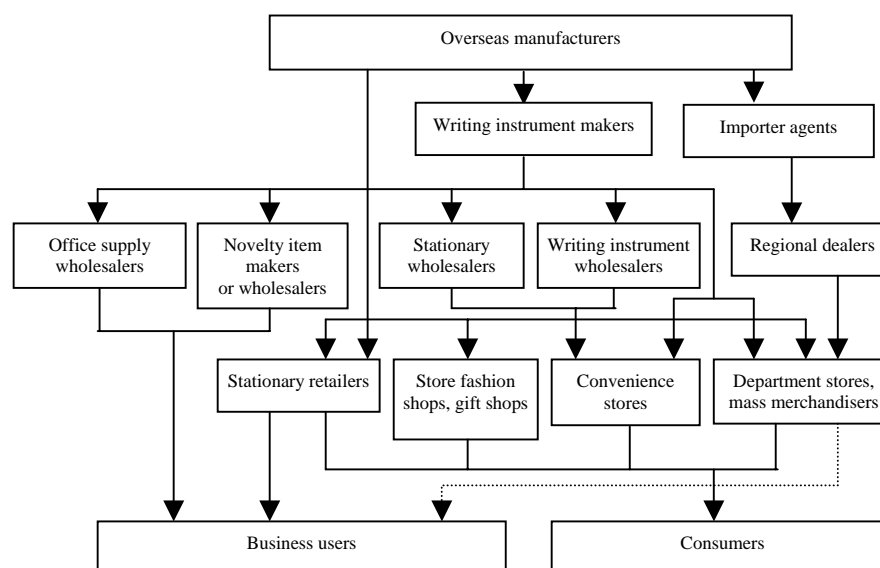 Overseas manufacturers
Writing instrument makers
Importer agents
Office supply
wholesalers
Novelty item
makers
or wholesalers
Stationary
wholesalers
Writing instrument
wholesalers
Regional dealers
Stationary retailers
Store fashion
shops, gift shops
Convenience
stores
Department stores,
mass merchandisers
Business users
Consumers